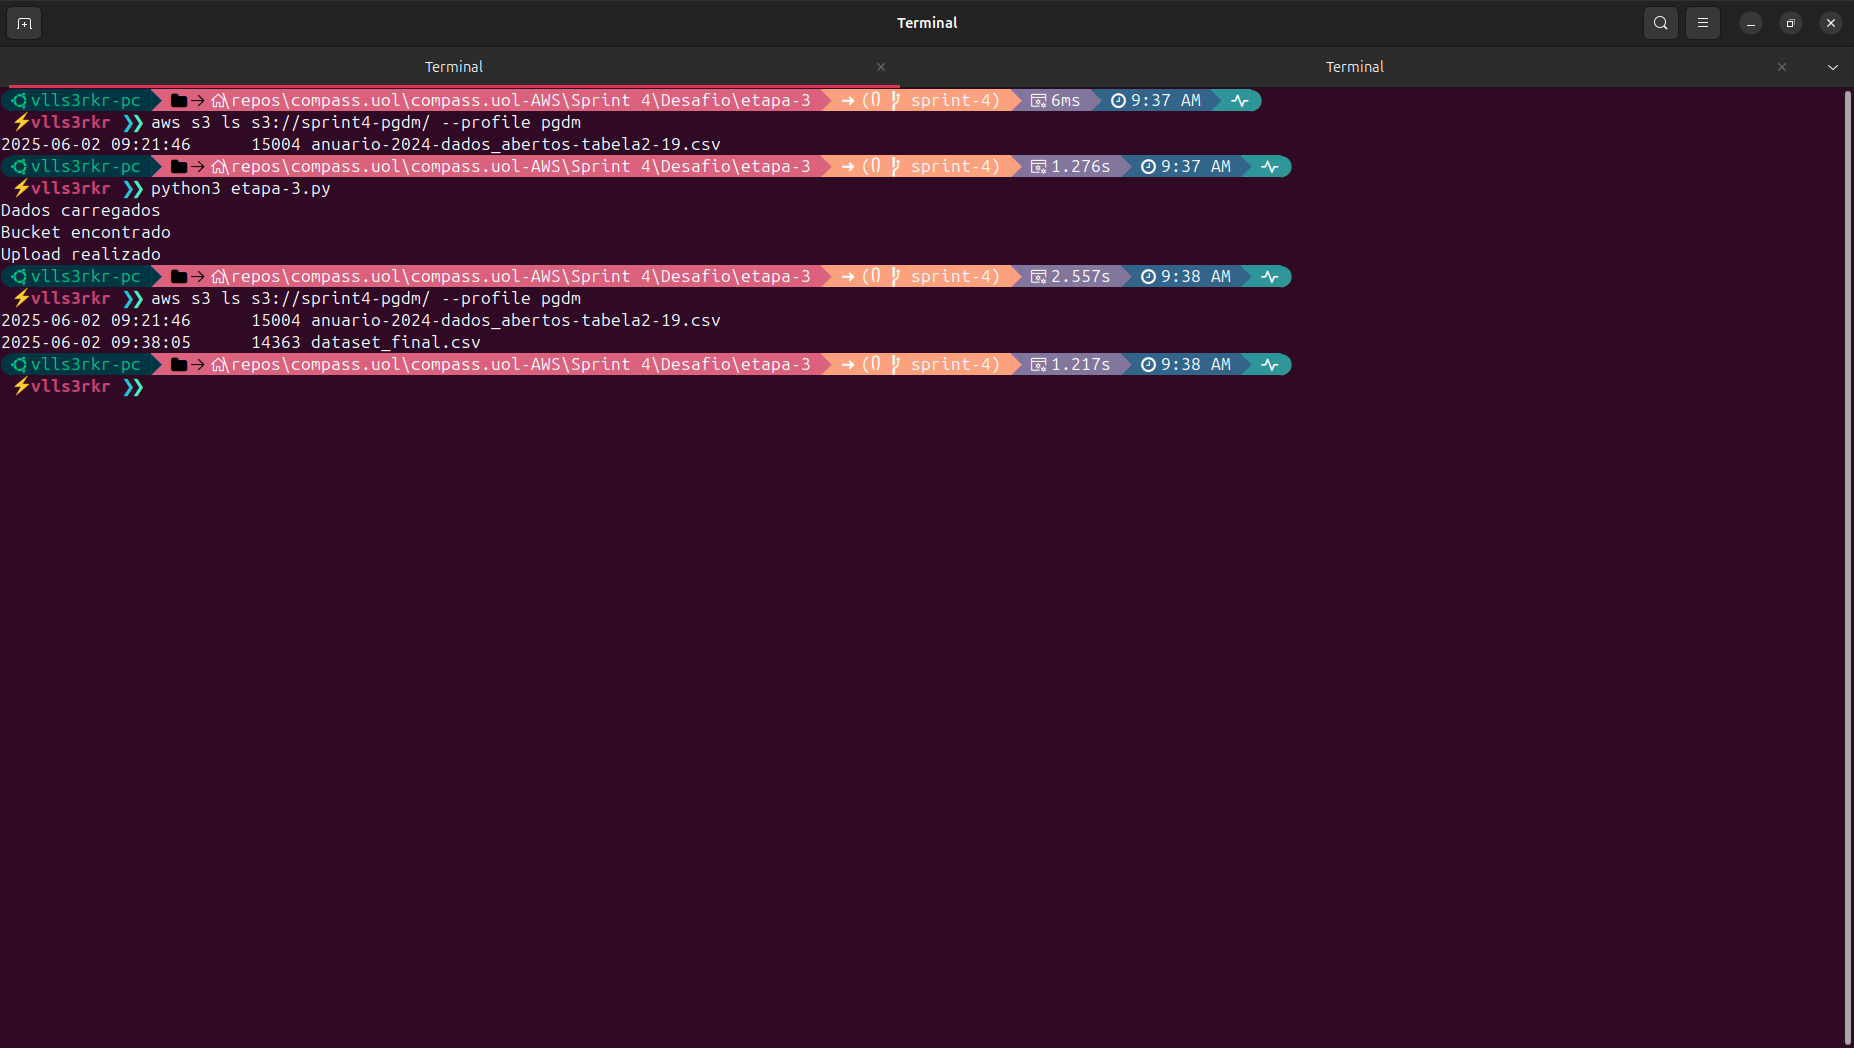 Terminal
Terminal
Terminal
vlls3rkr-pc → \repos\compass.uol\compass.uol-AWS\Sprint 4\Desafio\etapa-3 ➜ ( sprint-4) 6ms 9:37 AM
⚡vlls3rkr ❯❯ aws s3 ls s3://sprint4-pgdm/ --profile pgdm
2025-06-02 09:21:46      15004 anuario-2024-dados_abertos-tabela2-19.csv
vlls3rkr-pc → \repos\compass.uol\compass.uol-AWS\Sprint 4\Desafio\etapa-3 ➜ ( sprint-4) 1.276s 9:37 AM
⚡vlls3rkr ❯❯ python3 etapa-3.py
Dados carregados
Bucket encontrado
Upload realizado
vlls3rkr-pc → \repos\compass.uol\compass.uol-AWS\Sprint 4\Desafio\etapa-3 ➜ ( sprint-4) 2.557s 9:38 AM
⚡vlls3rkr ❯❯ aws s3 ls s3://sprint4-pgdm/ --profile pgdm
2025-06-02 09:21:46      15004 anuario-2024-dados_abertos-tabela2-19.csv
2025-06-02 09:38:05      14363 dataset_final.csv
vlls3rkr-pc → \repos\compass.uol\compass.uol-AWS\Sprint 4\Desafio\etapa-3 ➜ ( sprint-4) 1.217s 9:38 AM
⚡vlls3rkr ❯❯